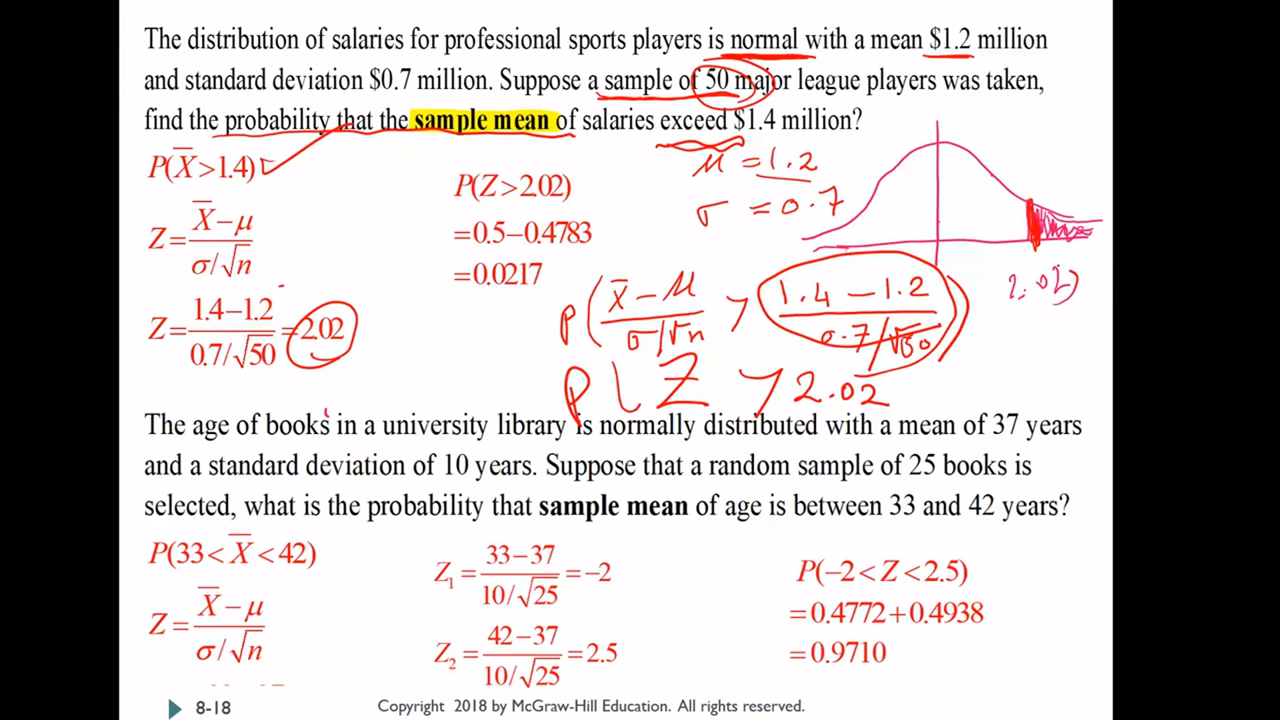 The distribution of salaries for professional sports players is normal with a mean $1.2 million
and standard deviation $0.7 million. Suppose a sample of 50 major league players was taken,
find the probability that the sample mean of salaries exceed $1.4 million?
P(X̅ > 1.4)
Z = (X̅ − μ) / (σ/√n)
Z = (1.4 − 1.2) / (0.7/√50) = 2.02
P(Z > 2.02)
= 0.5 − 0.4783
= 0.0217
μ = 1.2
σ = 0.7
P( (x̅ − μ) / (σ/√n) > (1.4 − 1.2) / (0.7/√50) )
P( Z > 2.02
2.02)
The age of books in a university library is normally distributed with a mean of 37 years
and a standard deviation of 10 years. Suppose that a random sample of 25 books is
selected, what is the probability that sample mean of age is between 33 and 42 years?
P(33 < X̅ < 42)
Z = (X̅ − μ) / (σ/√n)
Z₁ = (33 − 37) / (10/√25) = −2
Z₂ = (42 − 37) / (10/√25) = 2.5
P(−2 < Z < 2.5)
= 0.4772 + 0.4938
= 0.9710
8-18
Copyright 2018 by McGraw-Hill Education. All rights reserved.